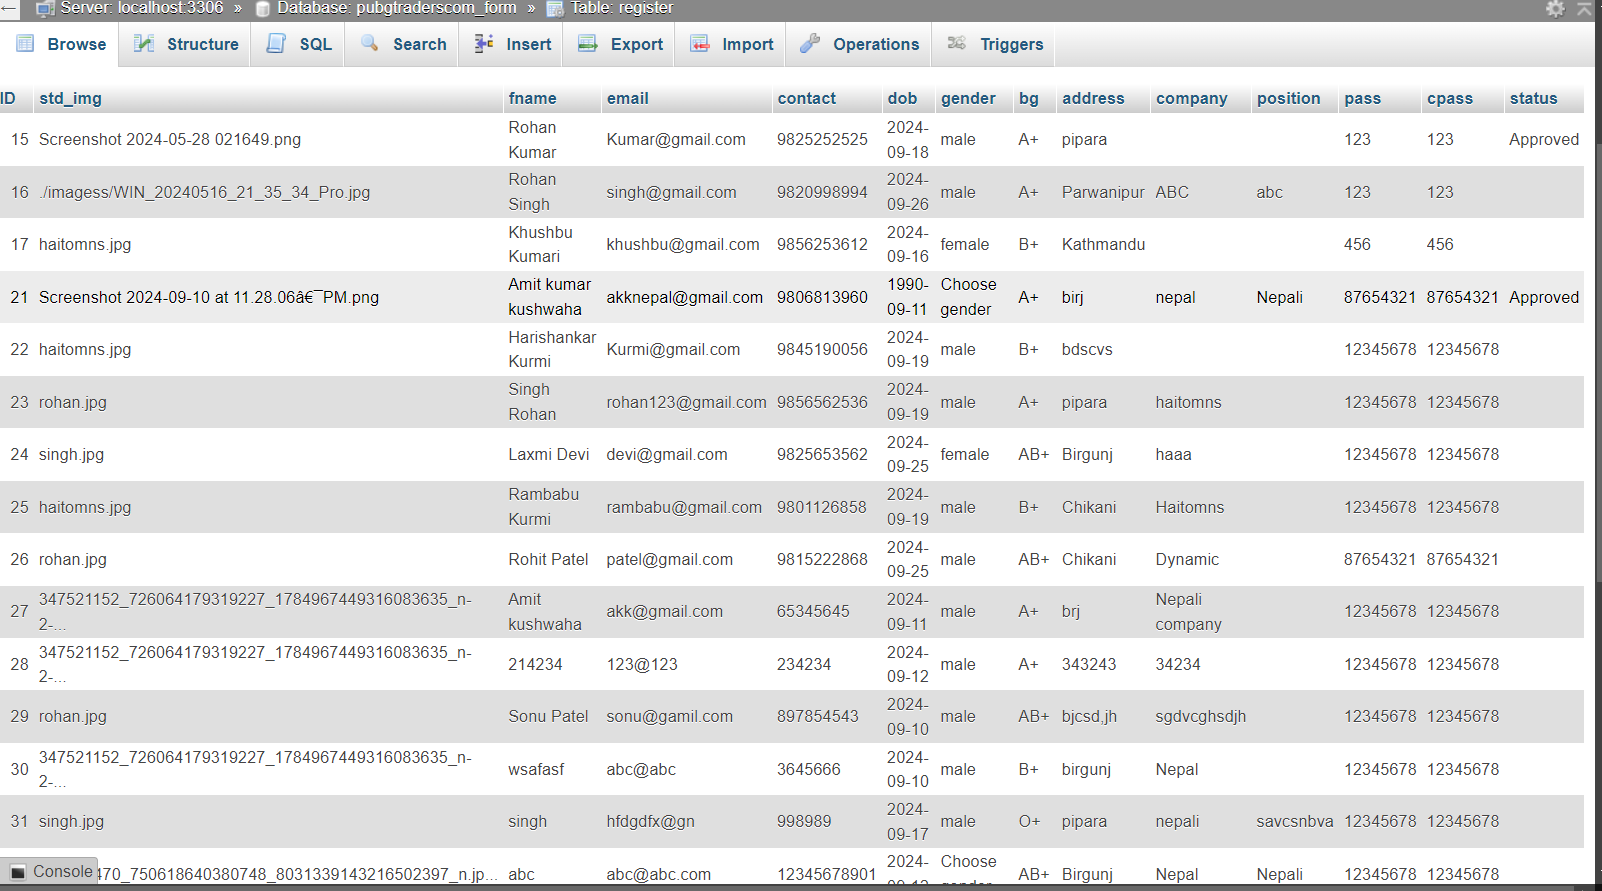 Server: localhost:3306 » Database: pubgtraderscom_form » Table: register
Browse Structure SQL Search Insert Export Import Operations Triggers
ID std_img fname email contact dob gender bg address company position pass cpass status
15 Screenshot 2024-05-28 021649.png Rohan Kumar Kumar@gmail.com 9825252525 2024-09-18 male A+ pipara 123 123 Approved
16 ./imagess/WIN_20240516_21_35_34_Pro.jpg Rohan Singh singh@gmail.com 9820998994 2024-09-26 male A+ Parwanipur ABC abc 123 123
17 haitomns.jpg Khushbu Kumari khushbu@gmail.com 9856253612 2024-09-16 female B+ Kathmandu 456 456
21 Screenshot 2024-09-10 at 11.28.06â€¯PM.png Amit kumar kushwaha akknepal@gmail.com 9806813960 1990-09-11 Choose gender A+ birj nepal Nepali 87654321 87654321 Approved
22 haitomns.jpg Harishankar Kurmi Kurmi@gmail.com 9845190056 2024-09-19 male B+ bdscvs 12345678 12345678
23 rohan.jpg Singh Rohan rohan123@gmail.com 9856562536 2024-09-19 male A+ pipara haitomns 12345678 12345678
24 singh.jpg Laxmi Devi devi@gmail.com 9825653562 2024-09-25 female AB+ Birgunj haaa 12345678 12345678
25 haitomns.jpg Rambabu Kurmi rambabu@gmail.com 9801126858 2024-09-19 male B+ Chikani Haitomns 12345678 12345678
26 rohan.jpg Rohit Patel patel@gmail.com 9815222868 2024-09-25 male AB+ Chikani Dynamic 87654321 87654321
27 347521152_726064179319227_1784967449316083635_n-2-... Amit kushwaha akk@gmail.com 65345645 2024-09-11 male A+ brj Nepali company 12345678 12345678
28 347521152_726064179319227_1784967449316083635_n-2-... 214234 123@123 234234 2024-09-12 male A+ 343243 34234 12345678 12345678
29 rohan.jpg Sonu Patel sonu@gamil.com 897854543 2024-09-10 male AB+ bjcsd,jh sgdvcghsdjh 12345678 12345678
30 347521152_726064179319227_1784967449316083635_n-2-... wsafasf abc@abc 3645666 2024-09-10 male B+ birgunj Nepal 12345678 12345678
31 singh.jpg singh hfdgdfx@gn 998989 2024-09-17 male O+ pipara nepali savcsnbva 12345678 12345678
Console 470_750618640380748_8031339143216502397_n.jp... abc abc@abc.com 12345678901 2024- Choose AB+ Birgunj Nepal Nepali 12345678 12345678